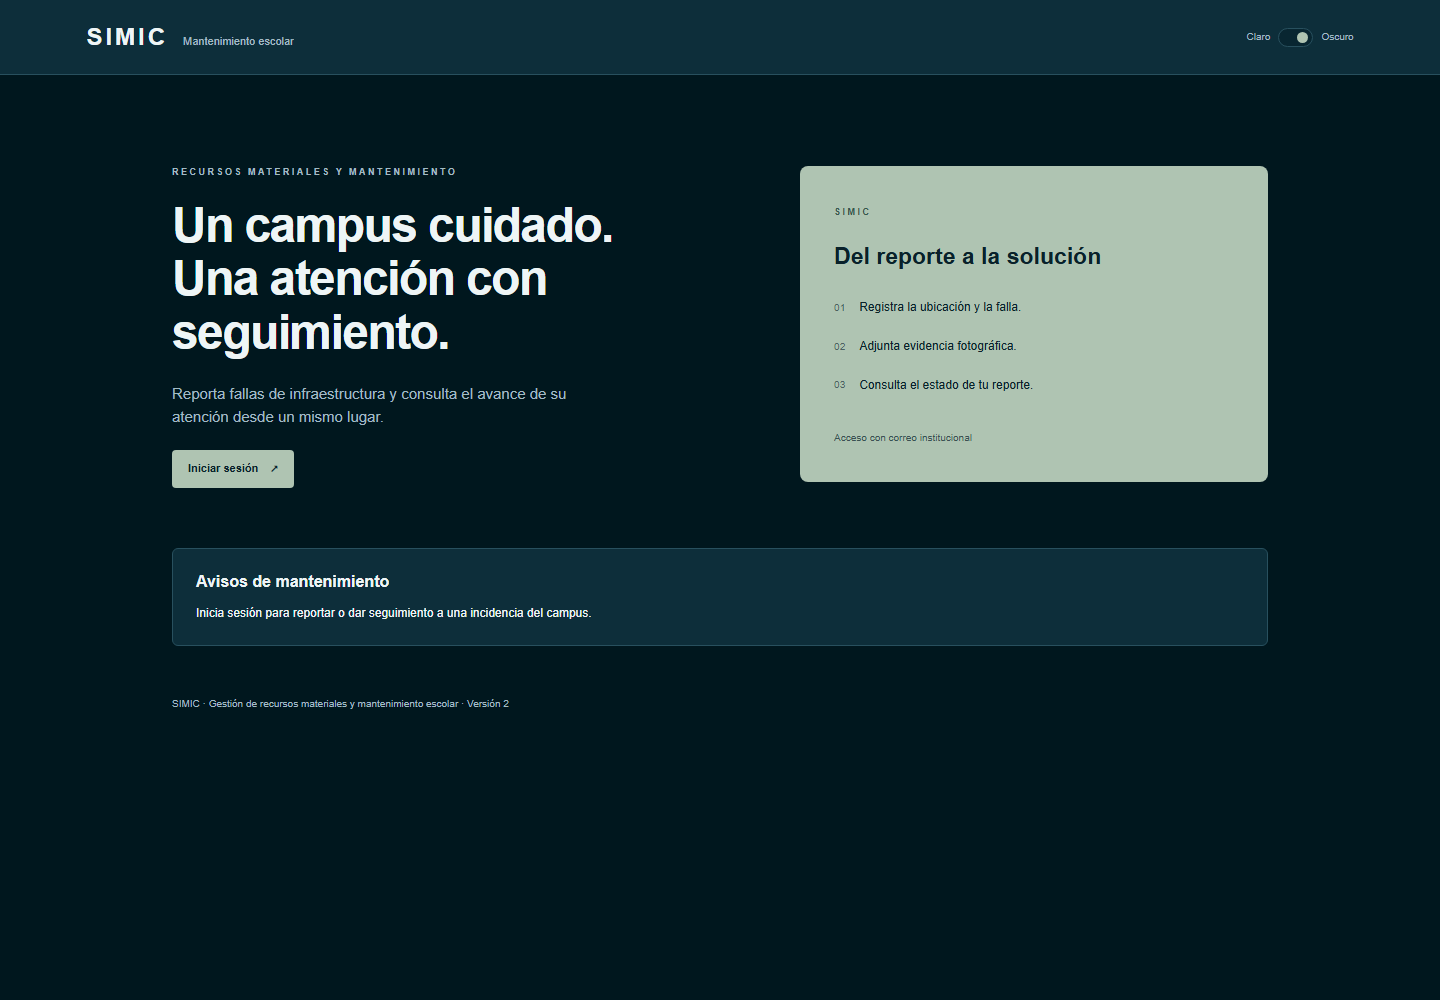 SIMIC Mantenimiento escolar
Claro Oscuro
RECURSOS MATERIALES Y MANTENIMIENTO
Un campus cuidado.
Una atención con
seguimiento.
Reporta fallas de infraestructura y consulta el avance de su
atención desde un mismo lugar.
Iniciar sesión ↗
SIMIC
Del reporte a la solución
01 Registra la ubicación y la falla.
02 Adjunta evidencia fotográfica.
03 Consulta el estado de tu reporte.
Acceso con correo institucional
Avisos de mantenimiento
Inicia sesión para reportar o dar seguimiento a una incidencia del campus.
SIMIC · Gestión de recursos materiales y mantenimiento escolar · Versión 2